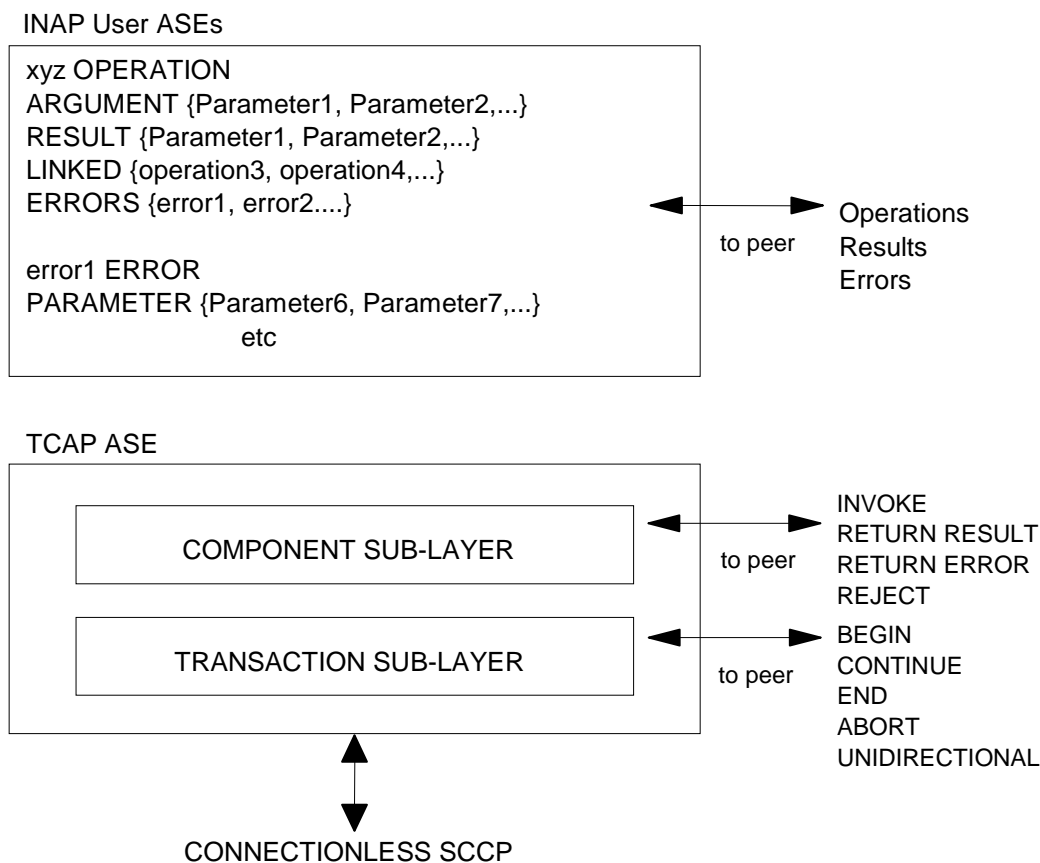 INAP User ASEs
xyz OPERATION
ARGUMENT {Parameter1, Parameter2,...}
RESULT {Parameter1, Parameter2,...}
LINKED {operation3, operation4,...}
ERRORS {error1, error2....}
error1 ERROR
PARAMETER {Parameter6, Parameter7,...}
etc
to peer
Operations
Results
Errors
TCAP ASE
COMPONENT SUB-LAYER
to peer
INVOKE
RETURN RESULT
RETURN ERROR
REJECT
TRANSACTION SUB-LAYER
to peer
BEGIN
CONTINUE
END
ABORT
UNIDIRECTIONAL
CONNECTIONLESS SCCP